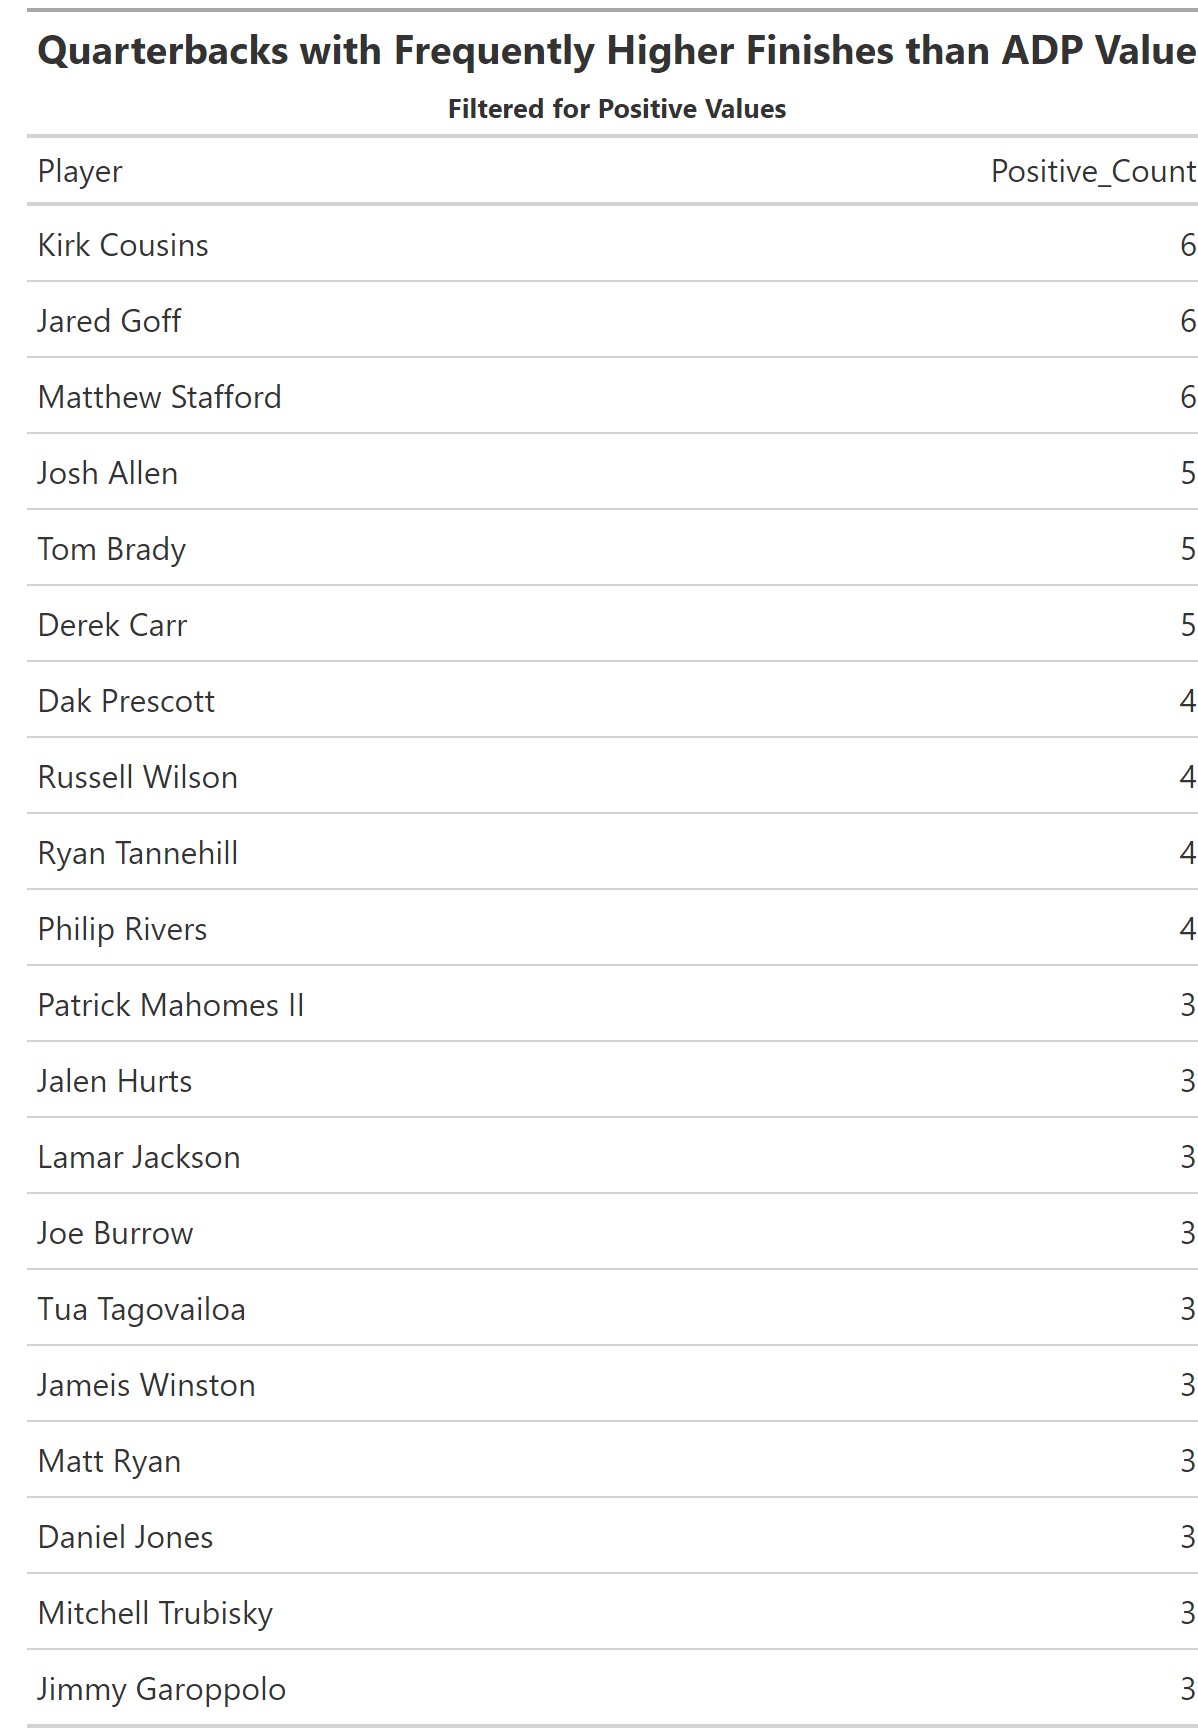 Quarterbacks with Frequently Higher Finishes than ADP Value
Filtered for Positive Values
Player Positive_Count
Kirk Cousins 6
Jared Goff 6
Matthew Stafford 6
Josh Allen 5
Tom Brady 5
Derek Carr 5
Dak Prescott 4
Russell Wilson 4
Ryan Tannehill 4
Philip Rivers 4
Patrick Mahomes II 3
Jalen Hurts 3
Lamar Jackson 3
Joe Burrow 3
Tua Tagovailoa 3
Jameis Winston 3
Matt Ryan 3
Daniel Jones 3
Mitchell Trubisky 3
Jimmy Garoppolo 3